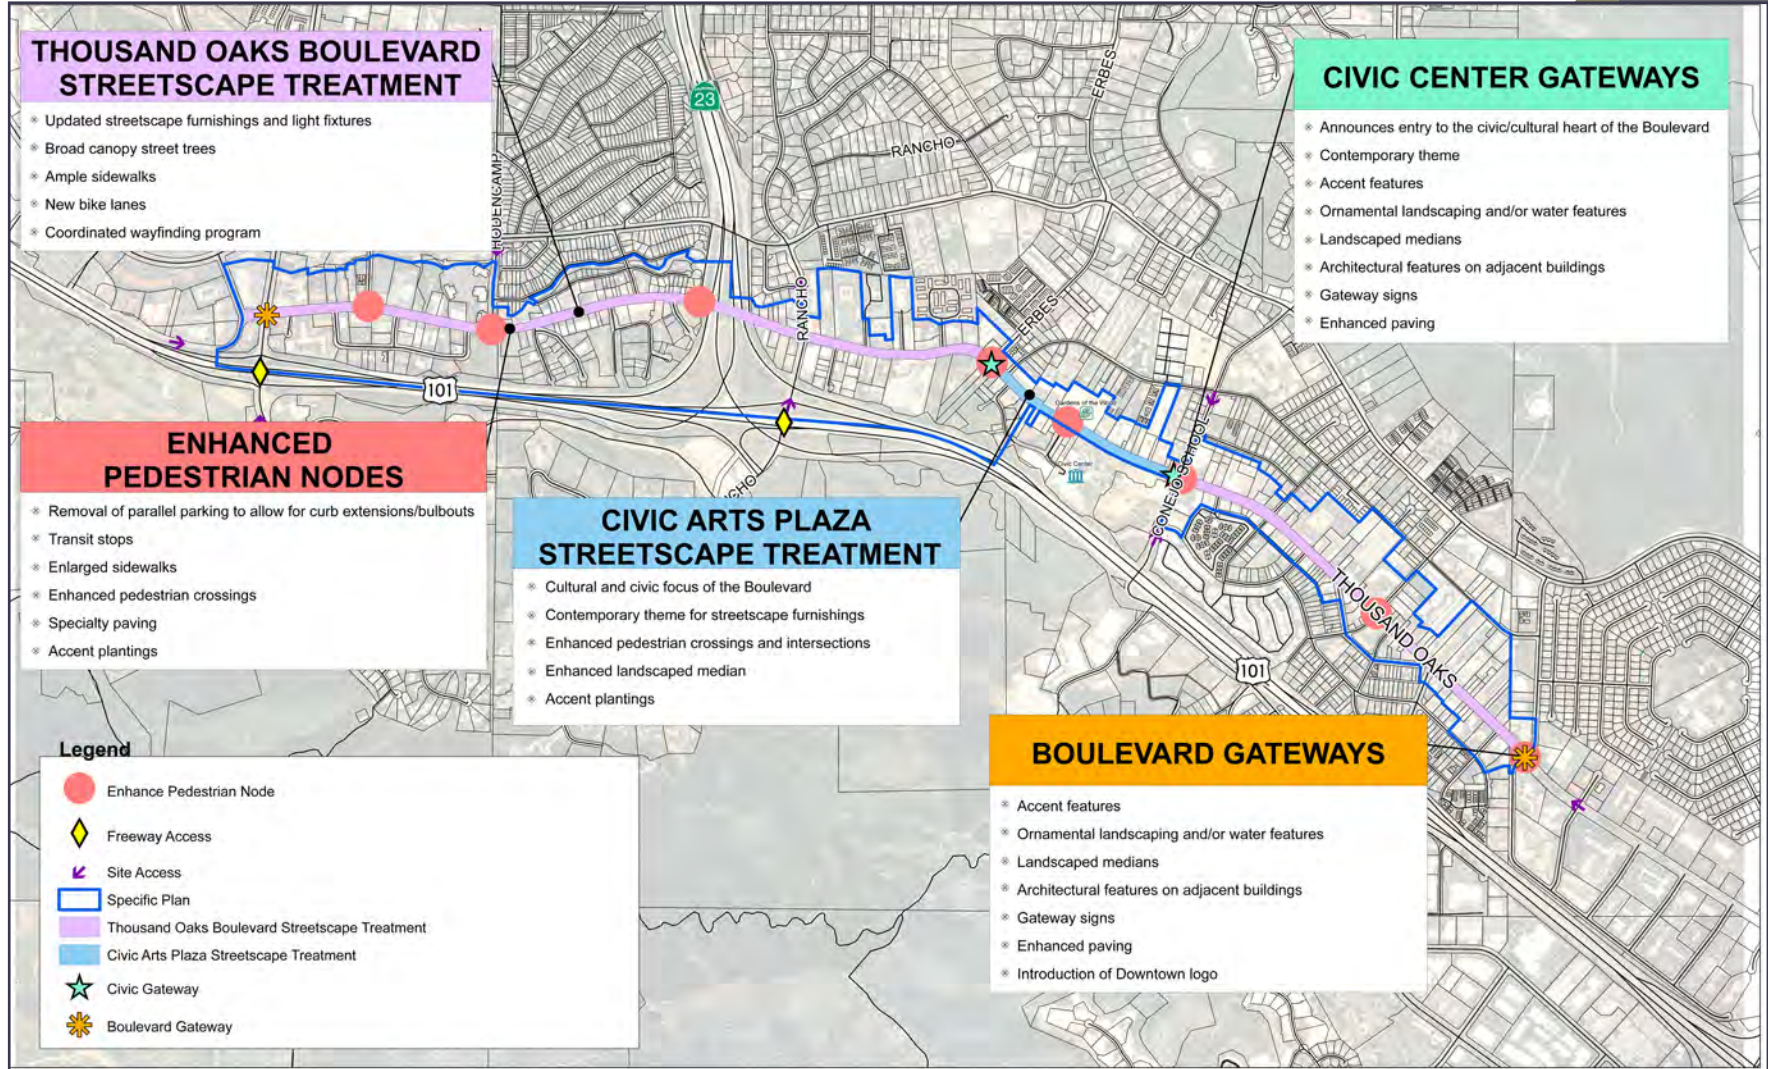 THOUSAND OAKS BOULEVARD
STREETSCAPE TREATMENT
Updated streetscape furnishings and light fixtures
Broad canopy street trees
Ample sidewalks
New bike lanes
Coordinated wayfinding program
CIVIC CENTER GATEWAYS
Announces entry to the civic/cultural heart of the Boulevard
Contemporary theme
Accent features
Ornamental landscaping and/or water features
Landscaped medians
Architectural features on adjacent buildings
Gateway signs
Enhanced paving
23
ERBES
RANCHO
HODENCAMP
RANCHO
ERBES
101
Gardens of the World
Civic Center
CONEJO SCHOOL
THOUSAND OAKS
101
ENHANCED
PEDESTRIAN NODES
Removal of parallel parking to allow for curb extensions/bulbouts
Transit stops
Enlarged sidewalks
Enhanced pedestrian crossings
Specialty paving
Accent plantings
CIVIC ARTS PLAZA
STREETSCAPE TREATMENT
Cultural and civic focus of the Boulevard
Contemporary theme for streetscape furnishings
Enhanced pedestrian crossings and intersections
Enhanced landscaped median
Accent plantings
BOULEVARD GATEWAYS
Accent features
Ornamental landscaping and/or water features
Landscaped medians
Architectural features on adjacent buildings
Gateway signs
Enhanced paving
Introduction of Downtown logo
Legend
Enhance Pedestrian Node
Freeway Access
Site Access
Specific Plan
Thousand Oaks Boulevard Streetscape Treatment
Civic Arts Plaza Streetscape Treatment
Civic Gateway
Boulevard Gateway